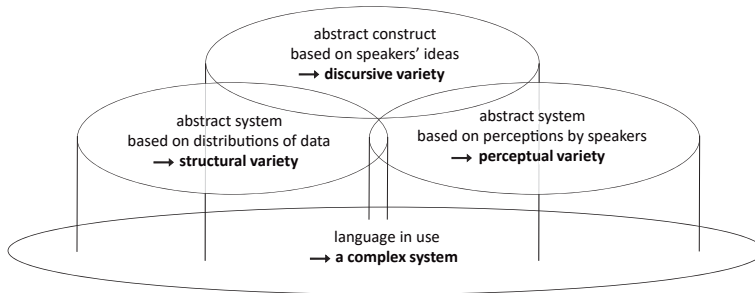 abstract construct
based on speakers’ ideas
→ discursive variety
abstract system
based on distributions of data
→ structural variety
abstract system
based on perceptions by speakers
→ perceptual variety
language in use
→ a complex system